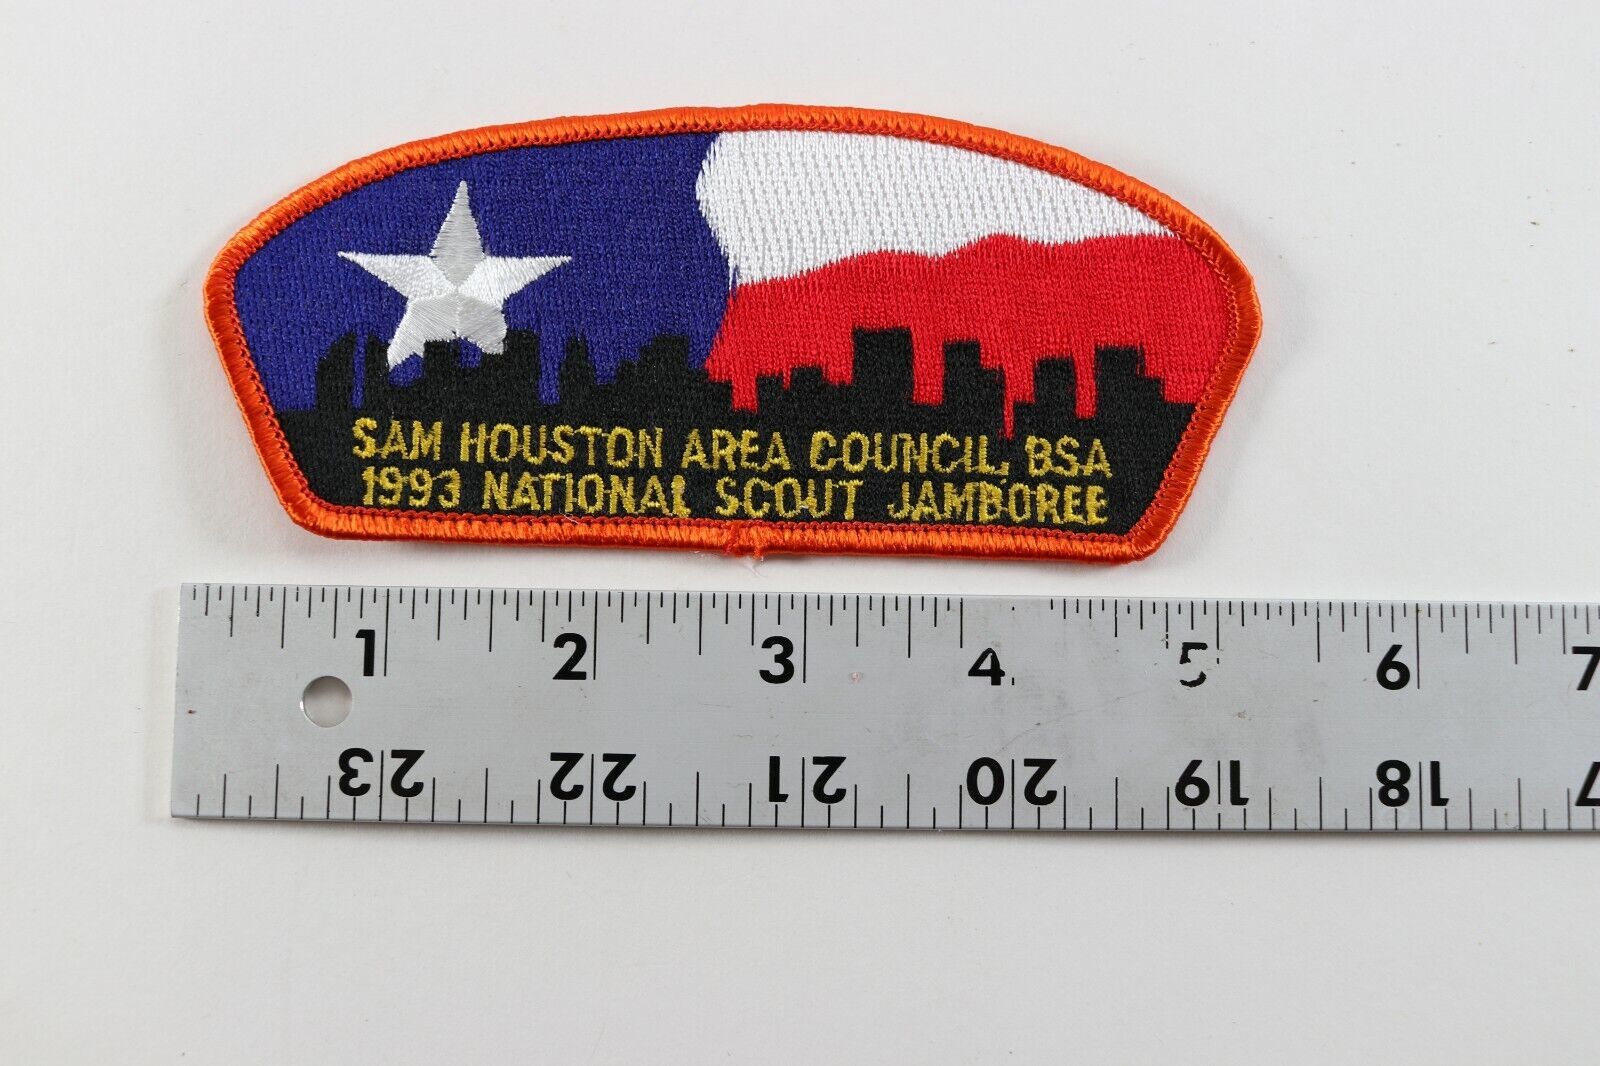 SAM HOUSTON AREA COUNCIL, BSA
1993 NATIONAL SCOUT JAMBOREE
1 2 3 4 5 6 7
23 22 21 20 19 18 17